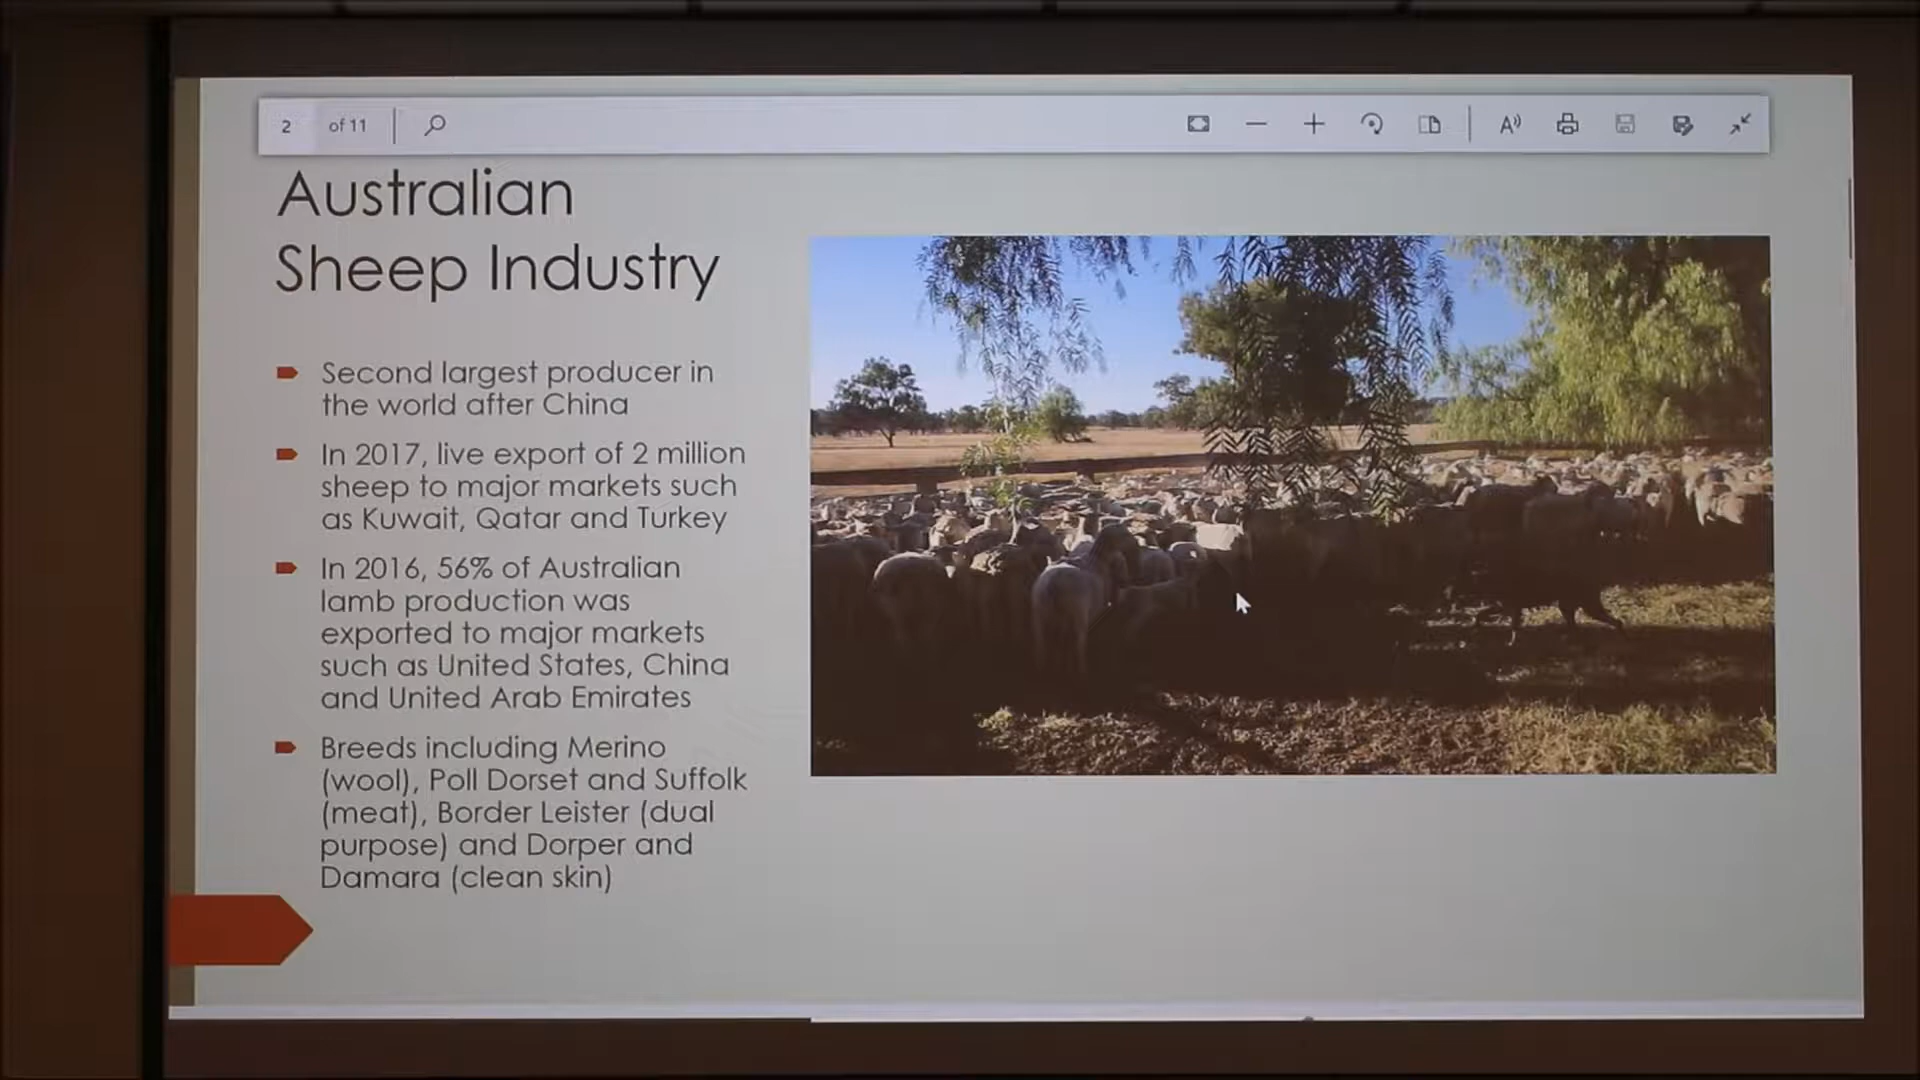 2 of 11
A
Australian
Sheep Industry
Second largest producer in
the world after China
In 2017, live export of 2 million
sheep to major markets such
as Kuwait, Qatar and Turkey
In 2016, 56% of Australian
lamb production was
exported to major markets
such as United States, China
and United Arab Emirates
Breeds including Merino
(wool), Poll Dorset and Suffolk
(meat), Border Leister (dual
purpose) and Dorper and
Damara (clean skin)